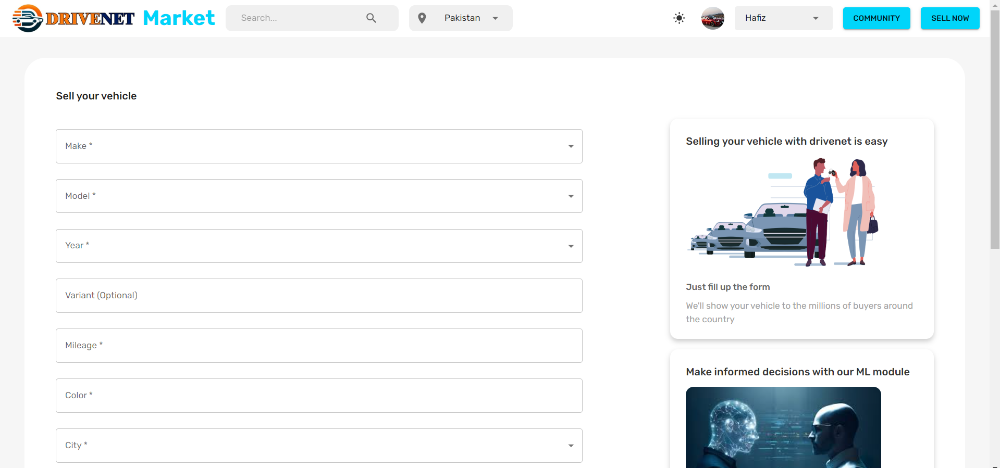 DRIVENET Market
Search...
Pakistan
Hafiz
COMMUNITY
SELL NOW
Sell your vehicle
Make *
Model *
Year *
Variant (Optional)
Mileage *
Color *
City *
Selling your vehicle with drivenet is easy
Just fill up the form
We'll show your vehicle to the millions of buyers around
the country
Make informed decisions with our ML module